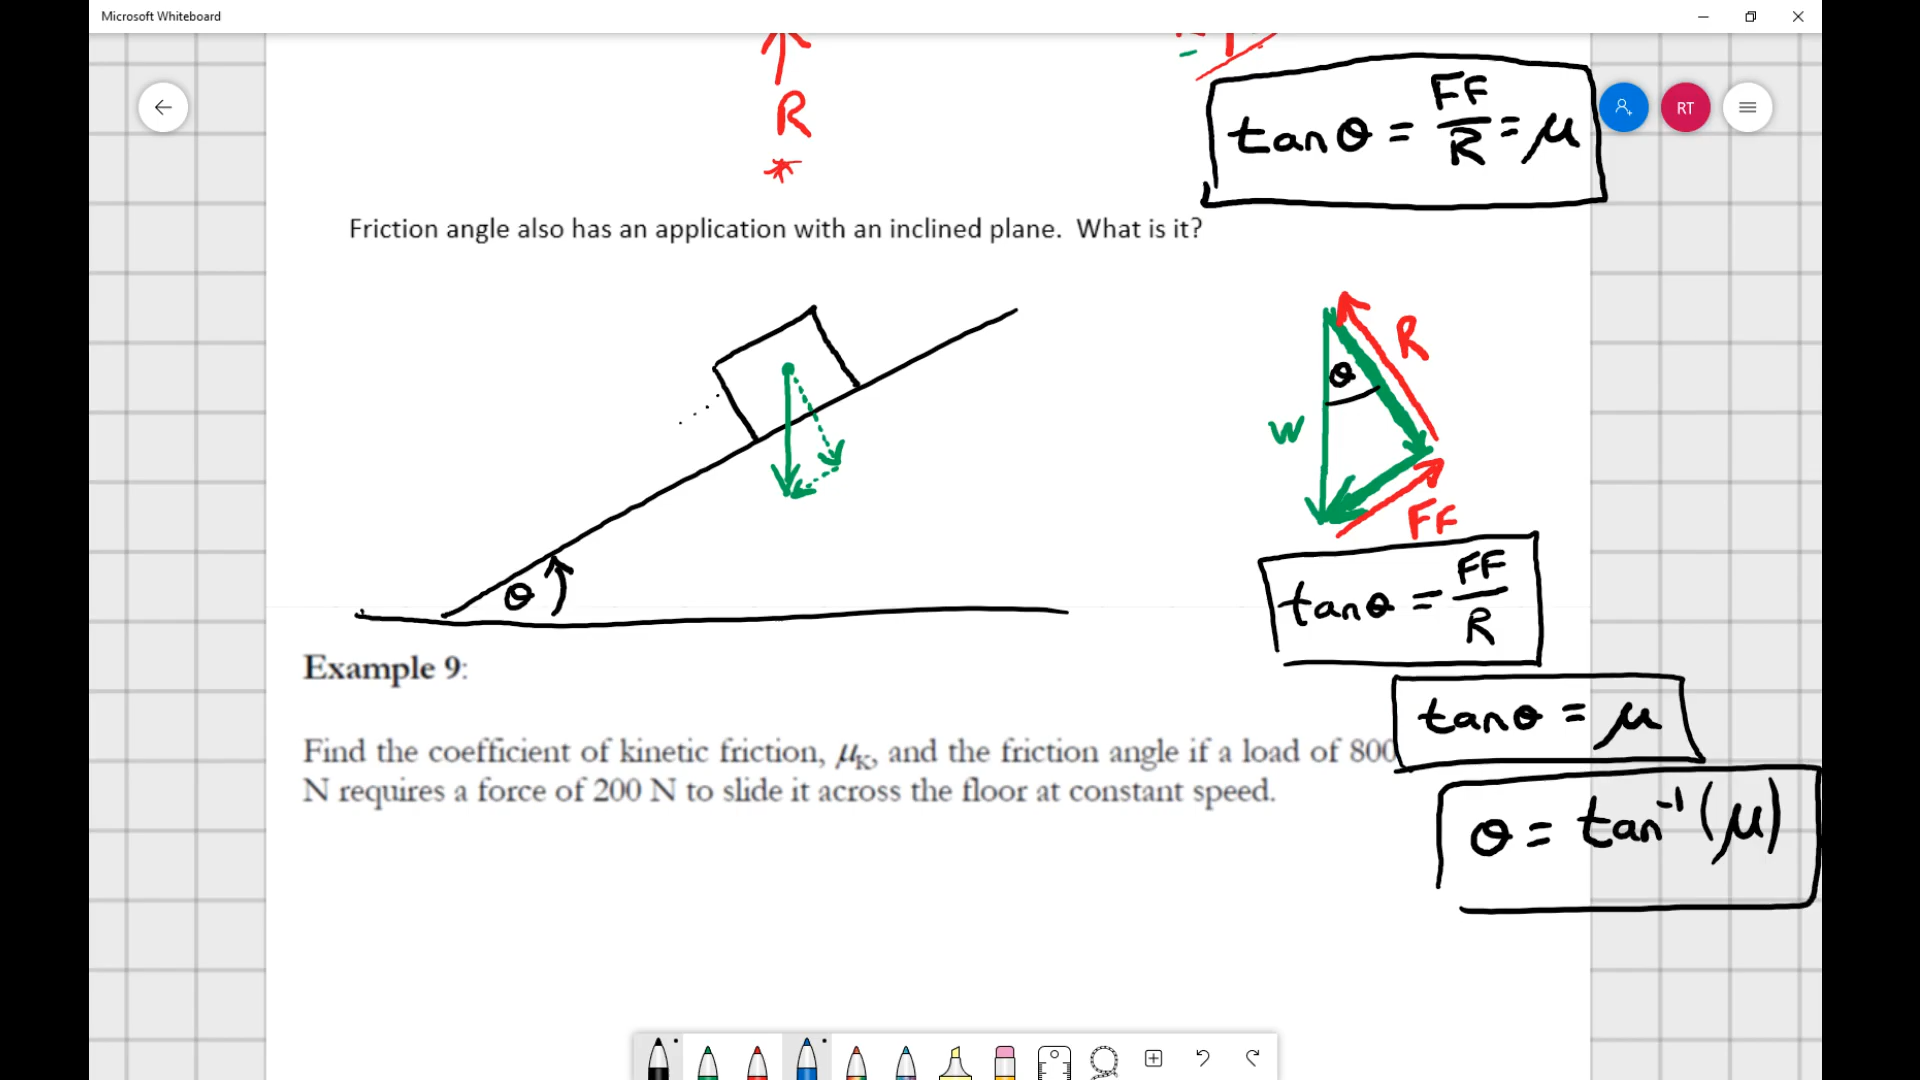 Microsoft Whiteboard
R
*
tanθ = FF/R = μ
RT
Friction angle also has an application with an inclined plane. What is it?
R
θ
W
FF
θ
tanθ = FF/R
Example 9:
tanθ = μ
Find the coefficient of kinetic friction, μK, and the friction angle if a load of 800
N requires a force of 200 N to slide it across the floor at constant speed.
θ = tan⁻¹(μ)